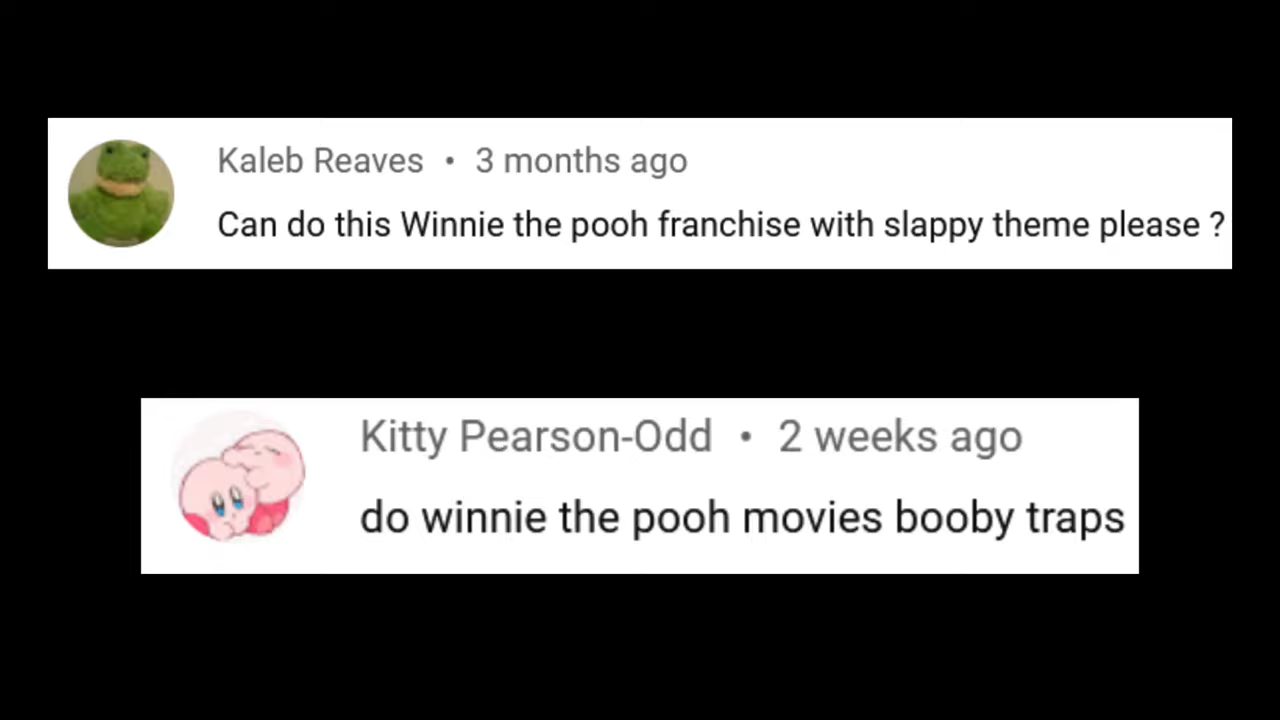 Kaleb Reaves • 3 months ago
Can do this Winnie the pooh franchise with slappy theme please ?
Kitty Pearson-Odd • 2 weeks ago
do winnie the pooh movies booby traps